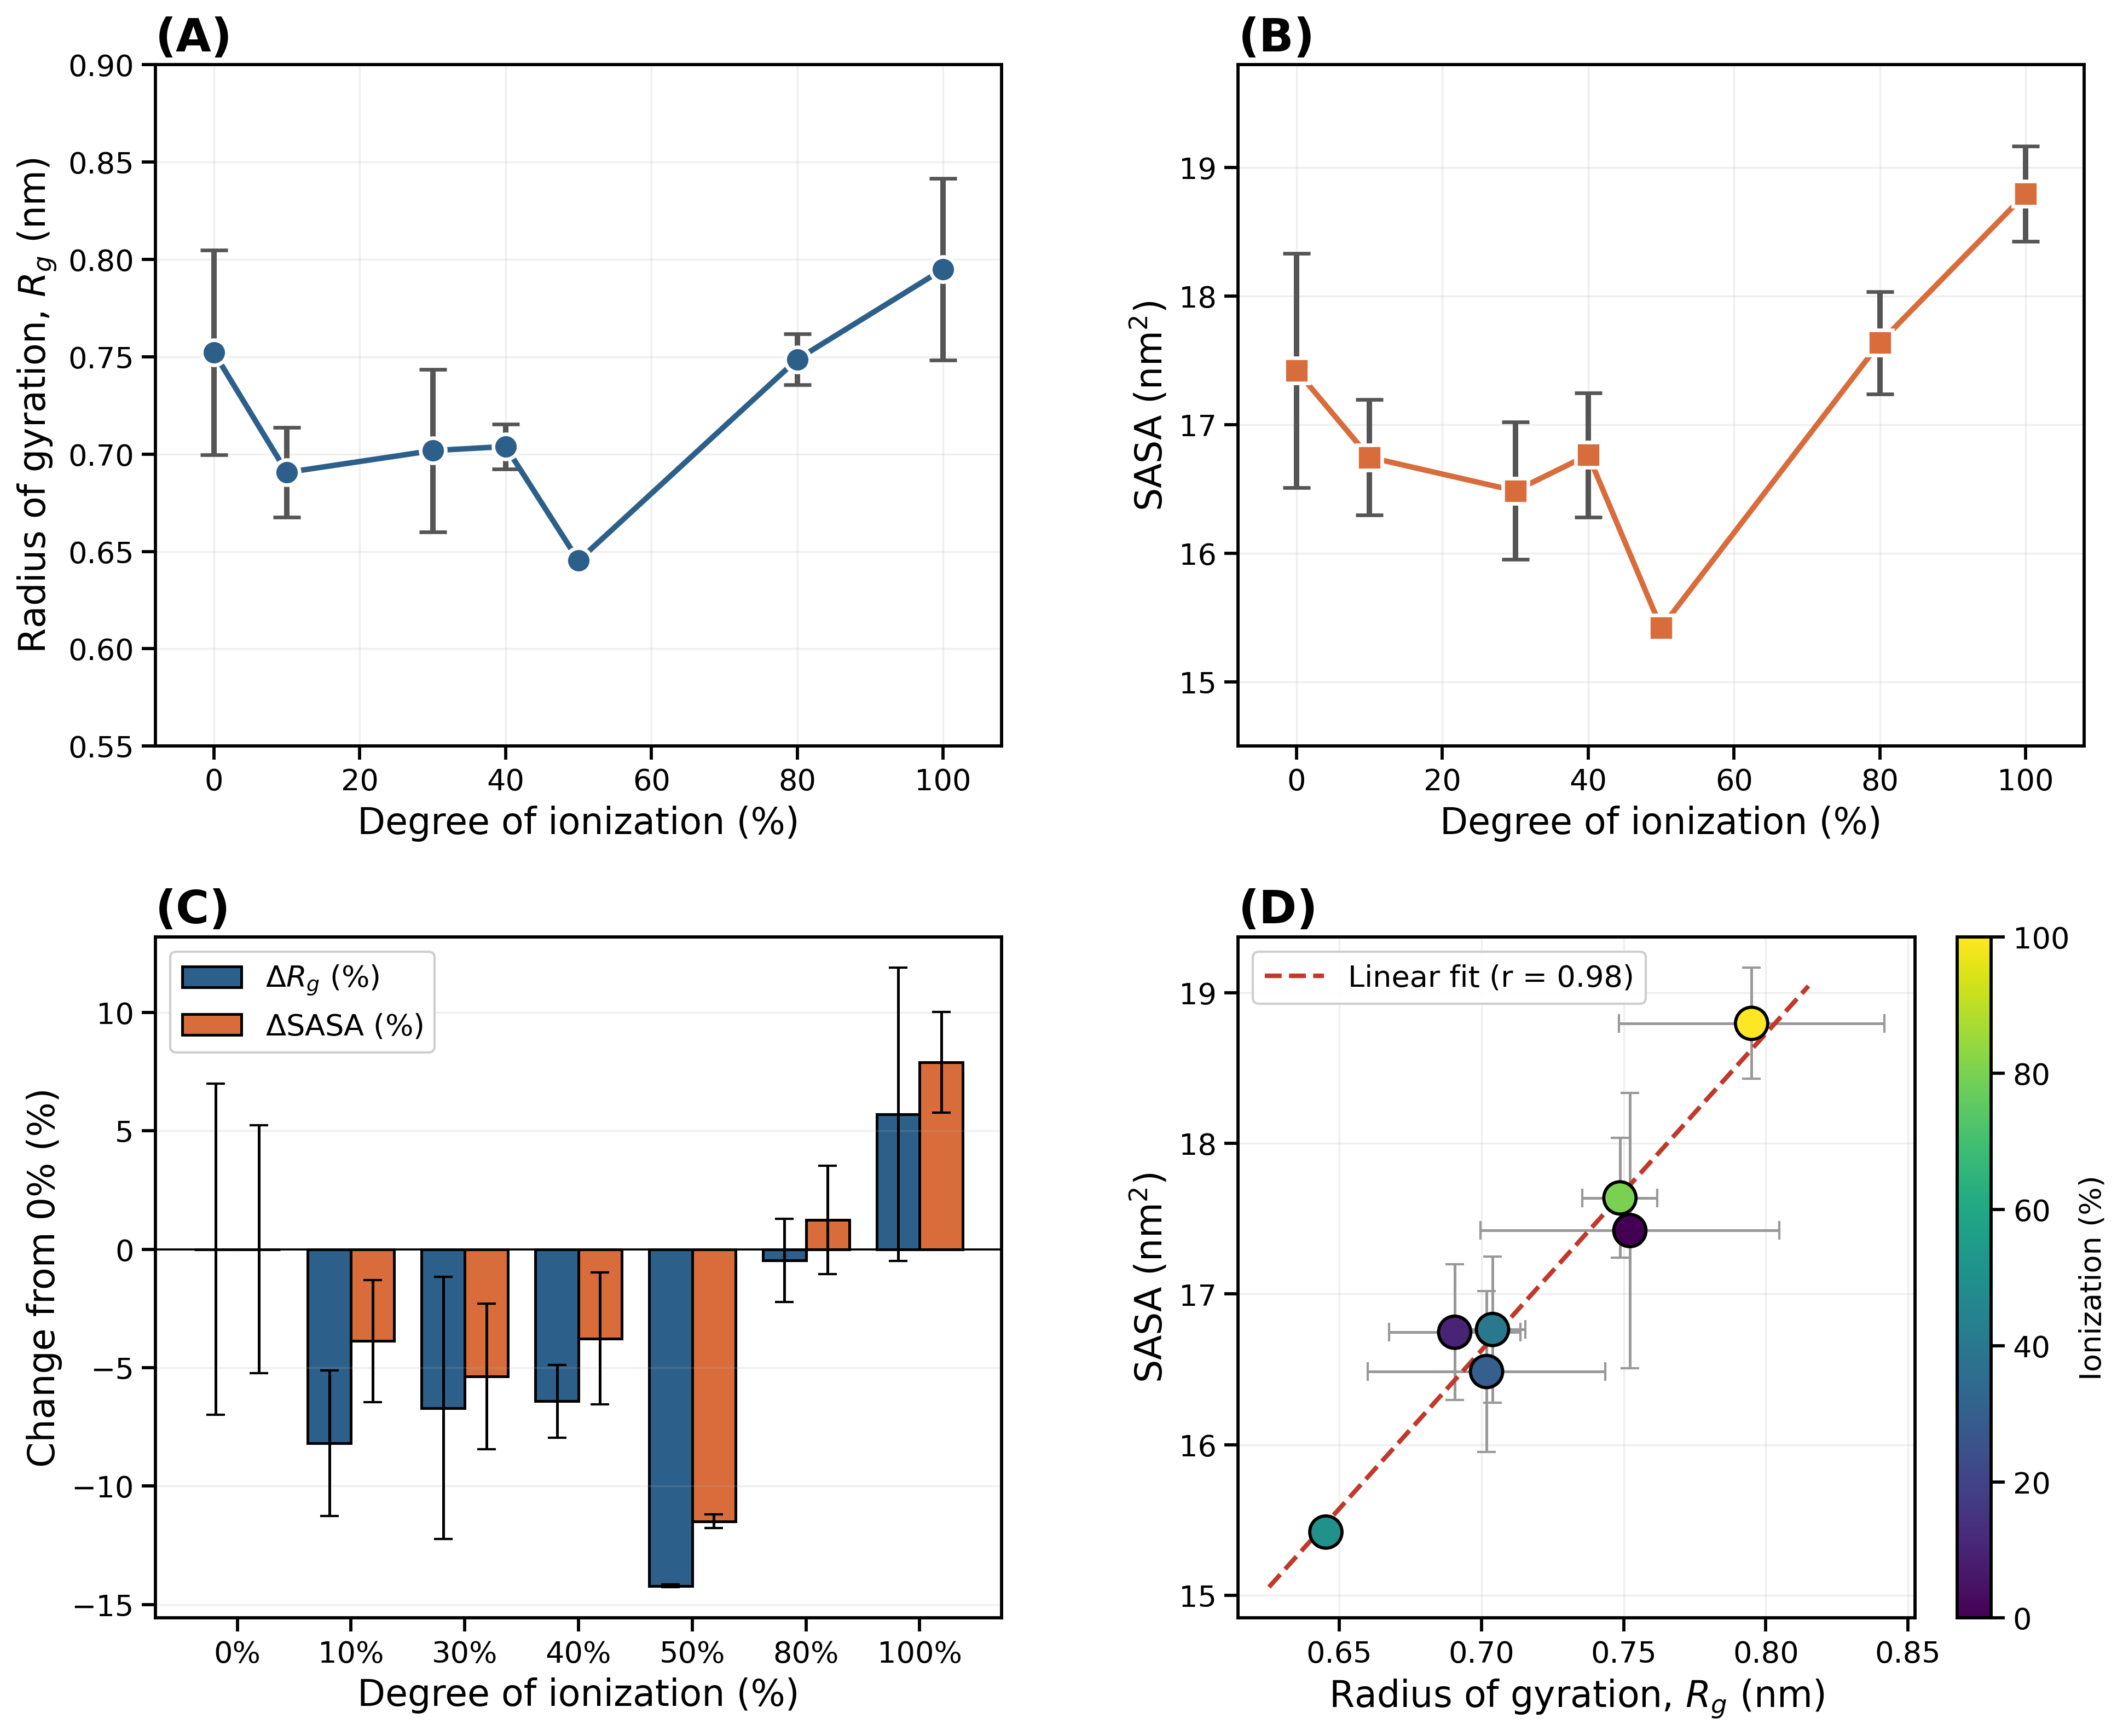 (A)
0.90
0.85
0.80
0.75
0.70
0.65
0.60
0.55
Radius of gyration, Rg (nm)
0 20 40 60 80 100
Degree of ionization (%)
(B)
19
18
17
16
15
SASA (nm²)
0 20 40 60 80 100
Degree of ionization (%)
(C)
ΔRg (%)
ΔSASA (%)
10
5
0
−5
−10
−15
Change from 0% (%)
0% 10% 30% 40% 50% 80% 100%
Degree of ionization (%)
(D)
Linear fit (r = 0.98)
19
18
17
16
15
SASA (nm²)
0.65 0.70 0.75 0.80 0.85
Radius of gyration, Rg (nm)
100
80
60
40
20
0
Ionization (%)